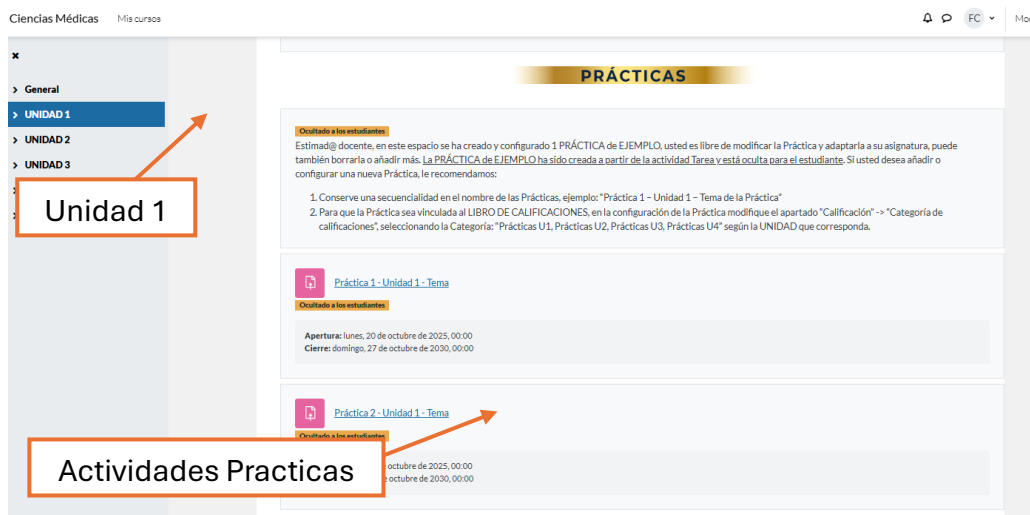 Ciencias Médicas Mis cursos FC
General
UNIDAD 1
UNIDAD 2
UNIDAD 3
Unidad 1
PRÁCTICAS
Ocultado a los estudiantes
Estimad@ docente, en este espacio se ha creado y configurado 1 PRÁCTICA de EJEMPLO, usted es libre de modificar la Práctica y adaptarla a su asignatura, puede
también borrarla o añadir más. La PRÁCTICA de EJEMPLO ha sido creada a partir de la actividad Tarea y está oculta para el estudiante. Si usted desea añadir o
configurar una nueva Práctica, le recomendamos:
1. Conserve una secuencialidad en el nombre de las Prácticas, ejemplo: "Práctica 1 – Unidad 1 – Tema de la Práctica"
2. Para que la Práctica sea vinculada al LIBRO DE CALIFICACIONES, en la configuración de la Práctica modifique el apartado "Calificación" -> "Categoría de
calificaciones", seleccionando la Categoría: "Prácticas U1, Prácticas U2, Prácticas U3, Prácticas U4" según la UNIDAD que corresponda.
Práctica 1 - Unidad 1 - Tema
Ocultado a los estudiantes
Apertura: lunes, 20 de octubre de 2025, 00:00
Cierre: domingo, 27 de octubre de 2030, 00:00
Práctica 2 - Unidad 1 - Tema
Ocultado a los estudiantes
Actividades Practicas
octubre de 2025, 00:00
octubre de 2030, 00:00